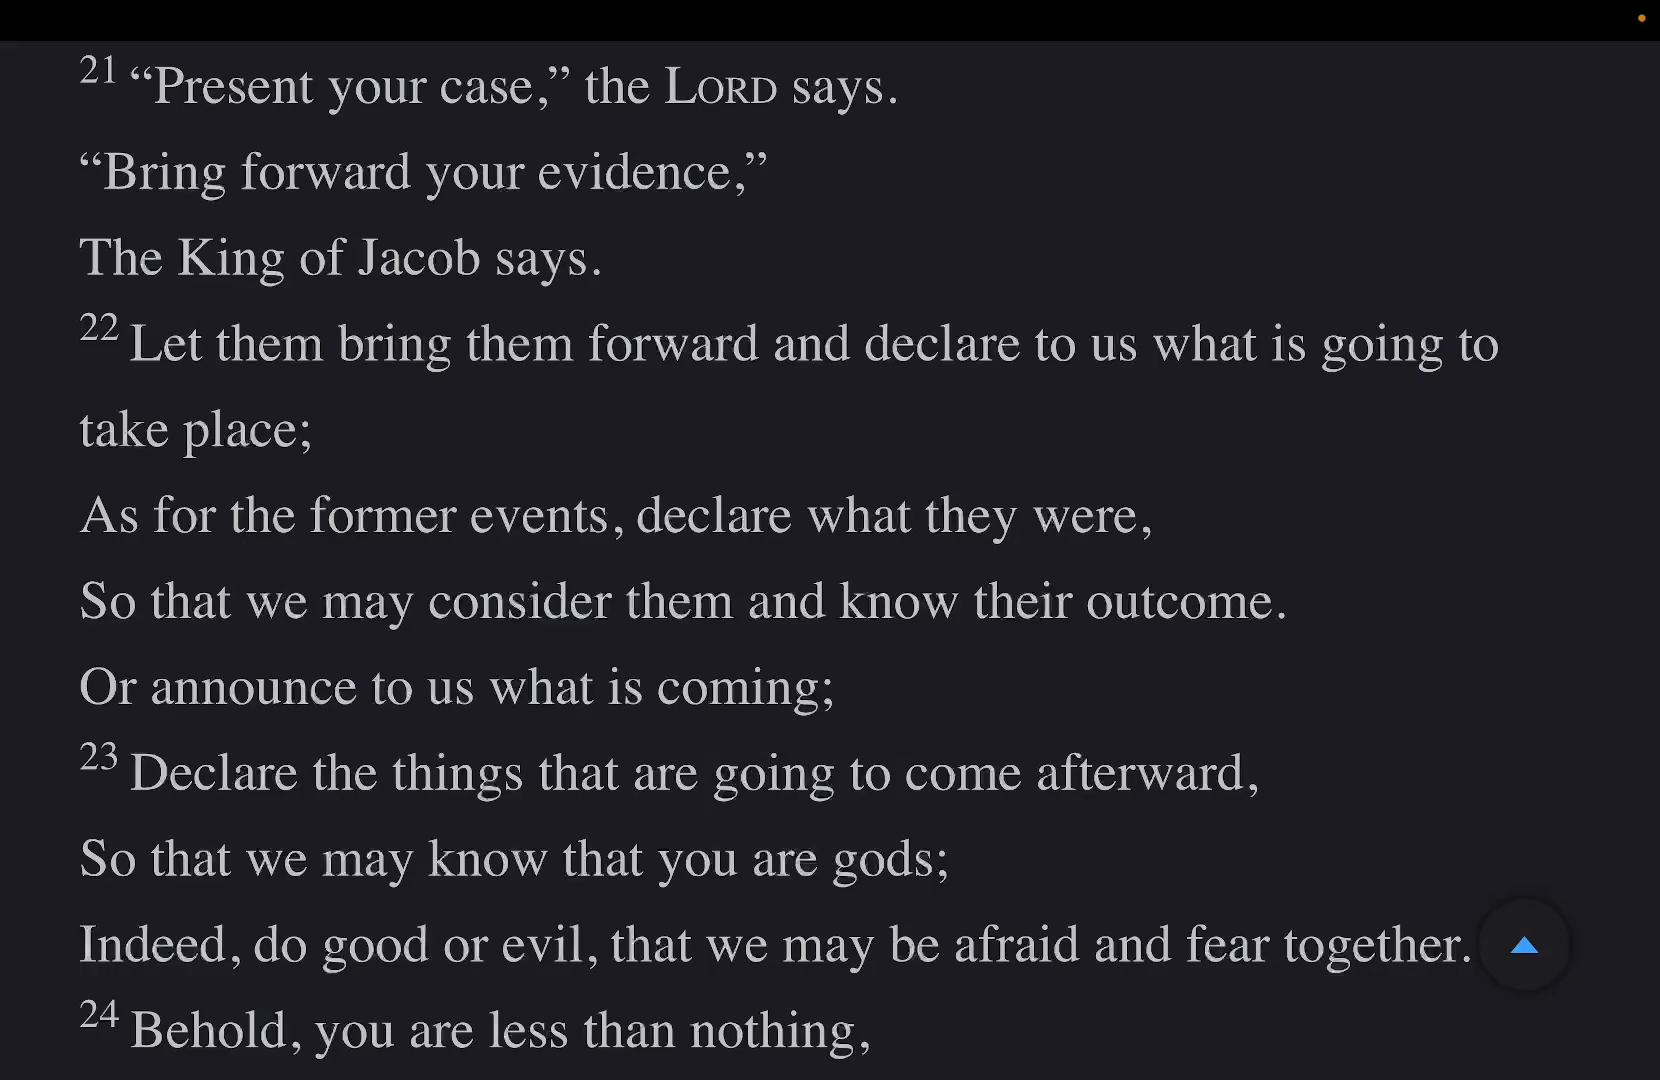 21 “Present your case,” the LORD says.
“Bring forward your evidence,”
The King of Jacob says.
22 Let them bring them forward and declare to us what is going to
take place;
As for the former events, declare what they were,
So that we may consider them and know their outcome.
Or announce to us what is coming;
23 Declare the things that are going to come afterward,
So that we may know that you are gods;
Indeed, do good or evil, that we may be afraid and fear together.
24 Behold, you are less than nothing,